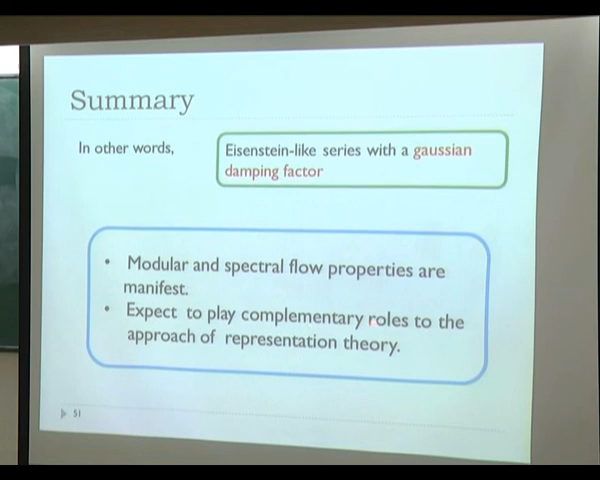 Summary
In other words,
Eisenstein-like series with a gaussian
damping factor
• Modular and spectral flow properties are
manifest.
• Expect to play complementary roles to the
approach of representation theory.
51